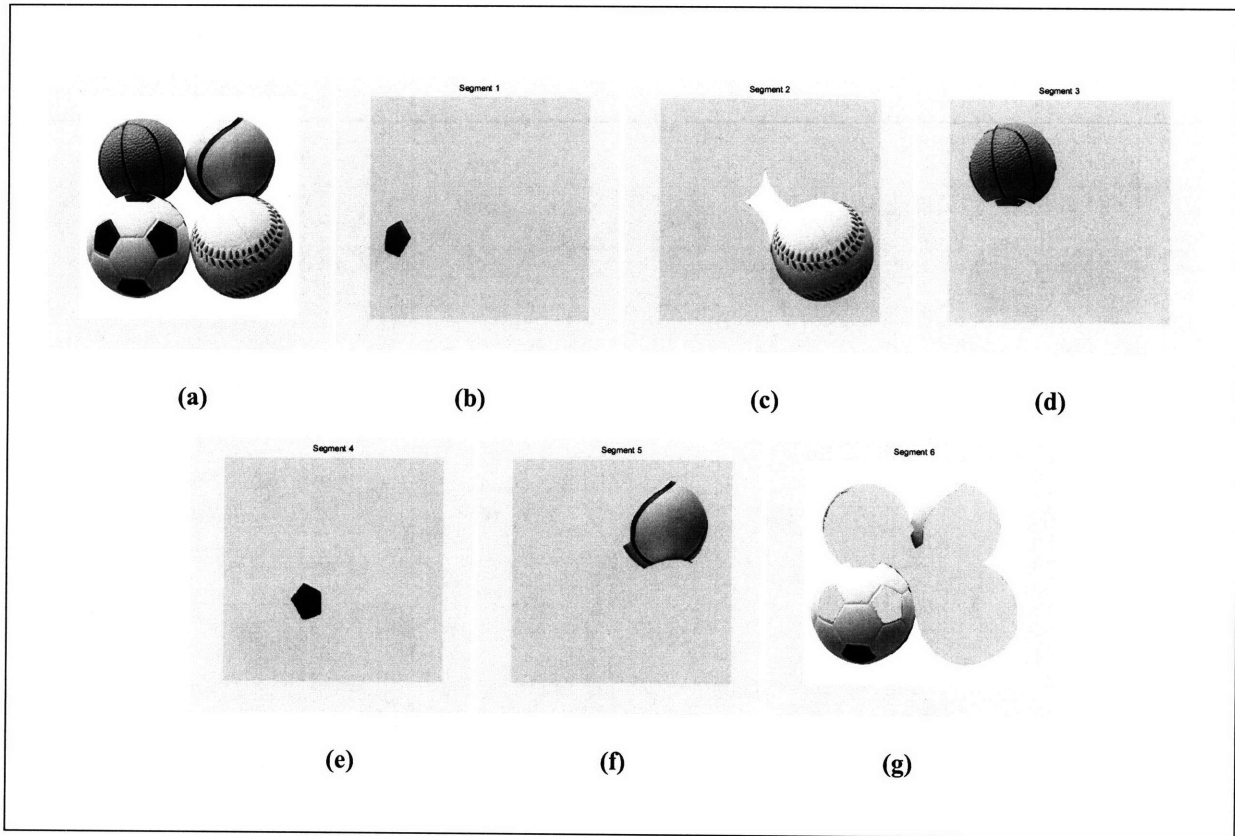 Segment 1
Segment 2
Segment 3
(a)
(b)
(c)
(d)
Segment 4
Segment 5
Segment 6
(e)
(f)
(g)